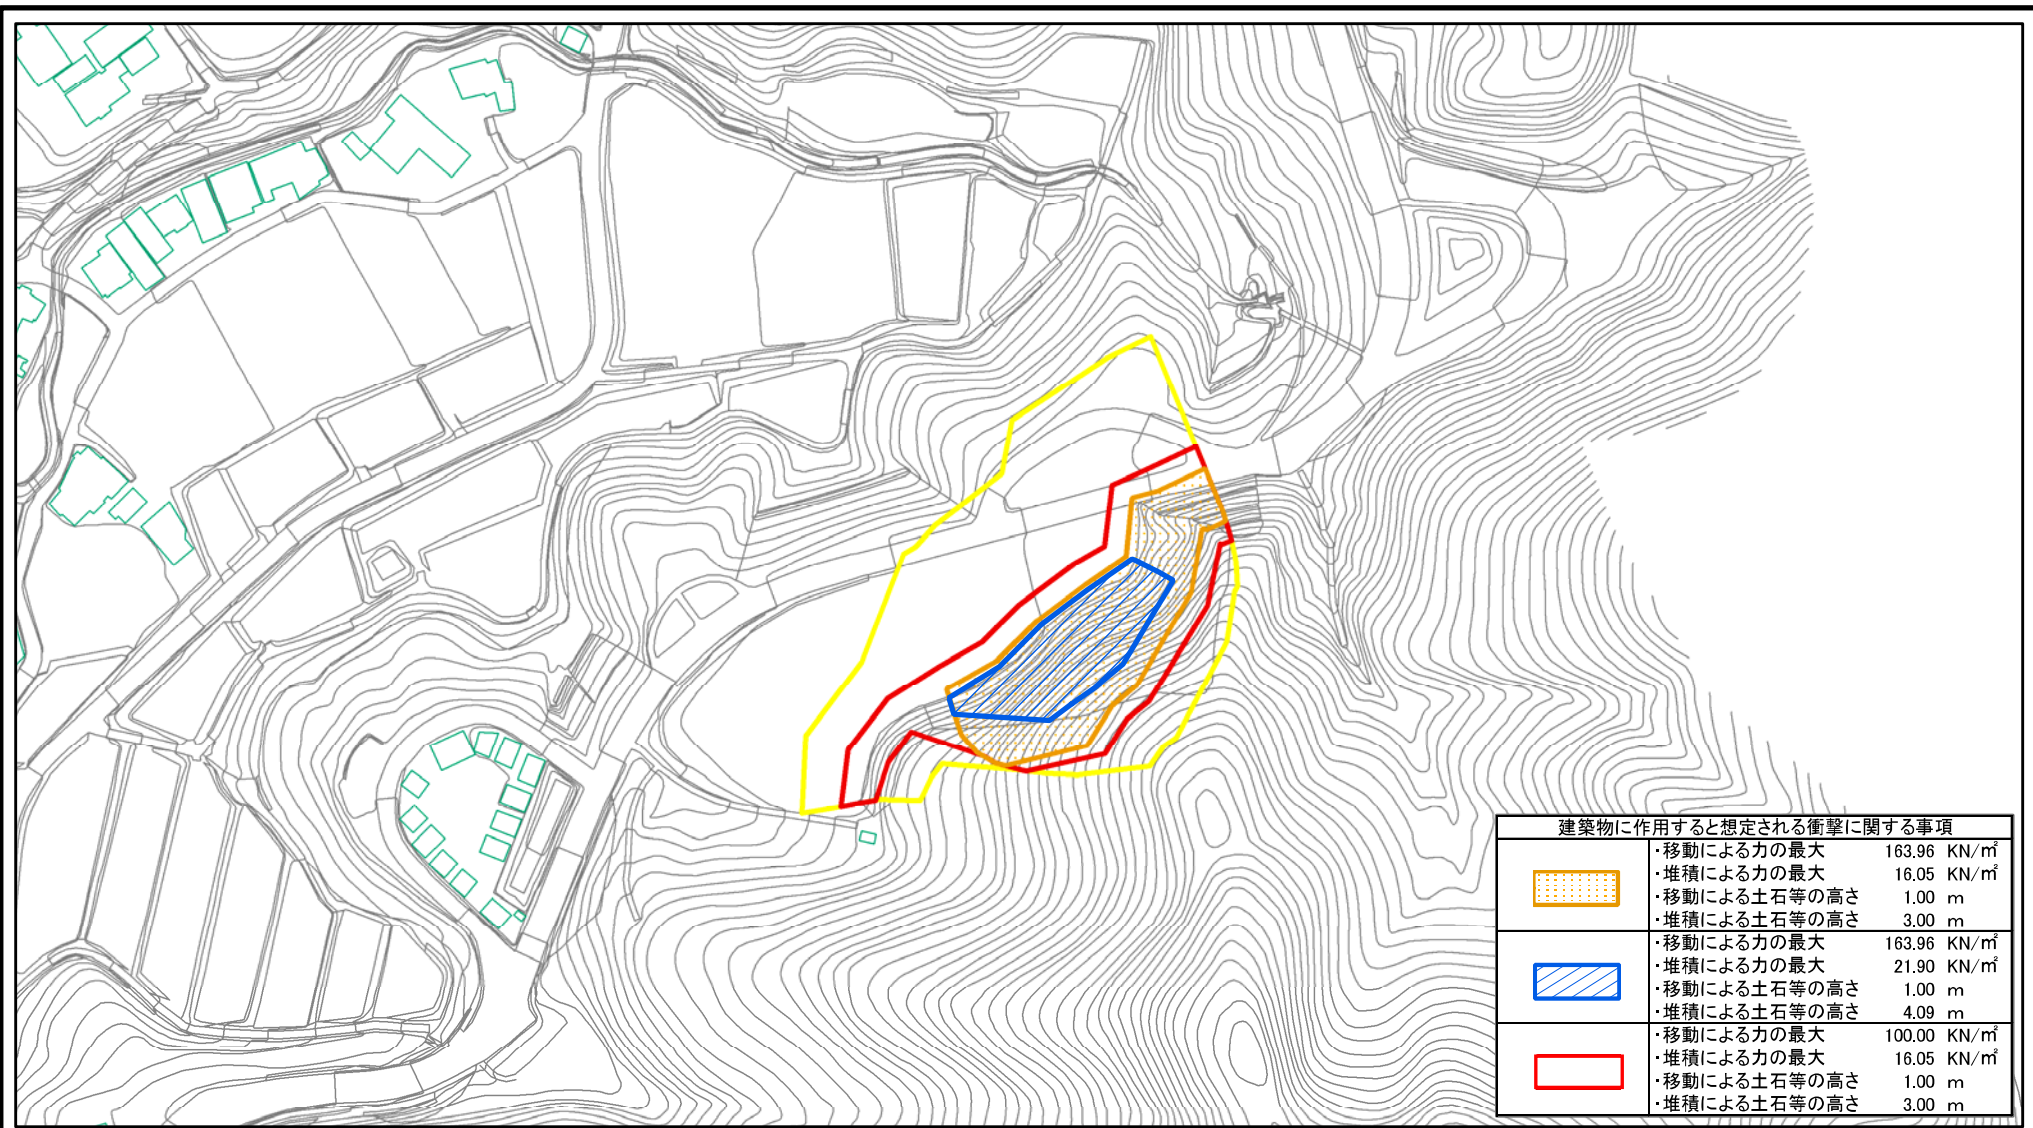 建築物に作用すると想定される衝撃に関する事項
・移動による力の最大 163.96 KN/㎡
・堆積による力の最大 16.05 KN/㎡
・移動による土石等の高さ 1.00 m
・堆積による土石等の高さ 3.00 m
・移動による力の最大 163.96 KN/㎡
・堆積による力の最大 21.90 KN/㎡
・移動による土石等の高さ 1.00 m
・堆積による土石等の高さ 4.09 m
・移動による力の最大 100.00 KN/㎡
・堆積による力の最大 16.05 KN/㎡
・移動による土石等の高さ 1.00 m
・堆積による土石等の高さ 3.00 m